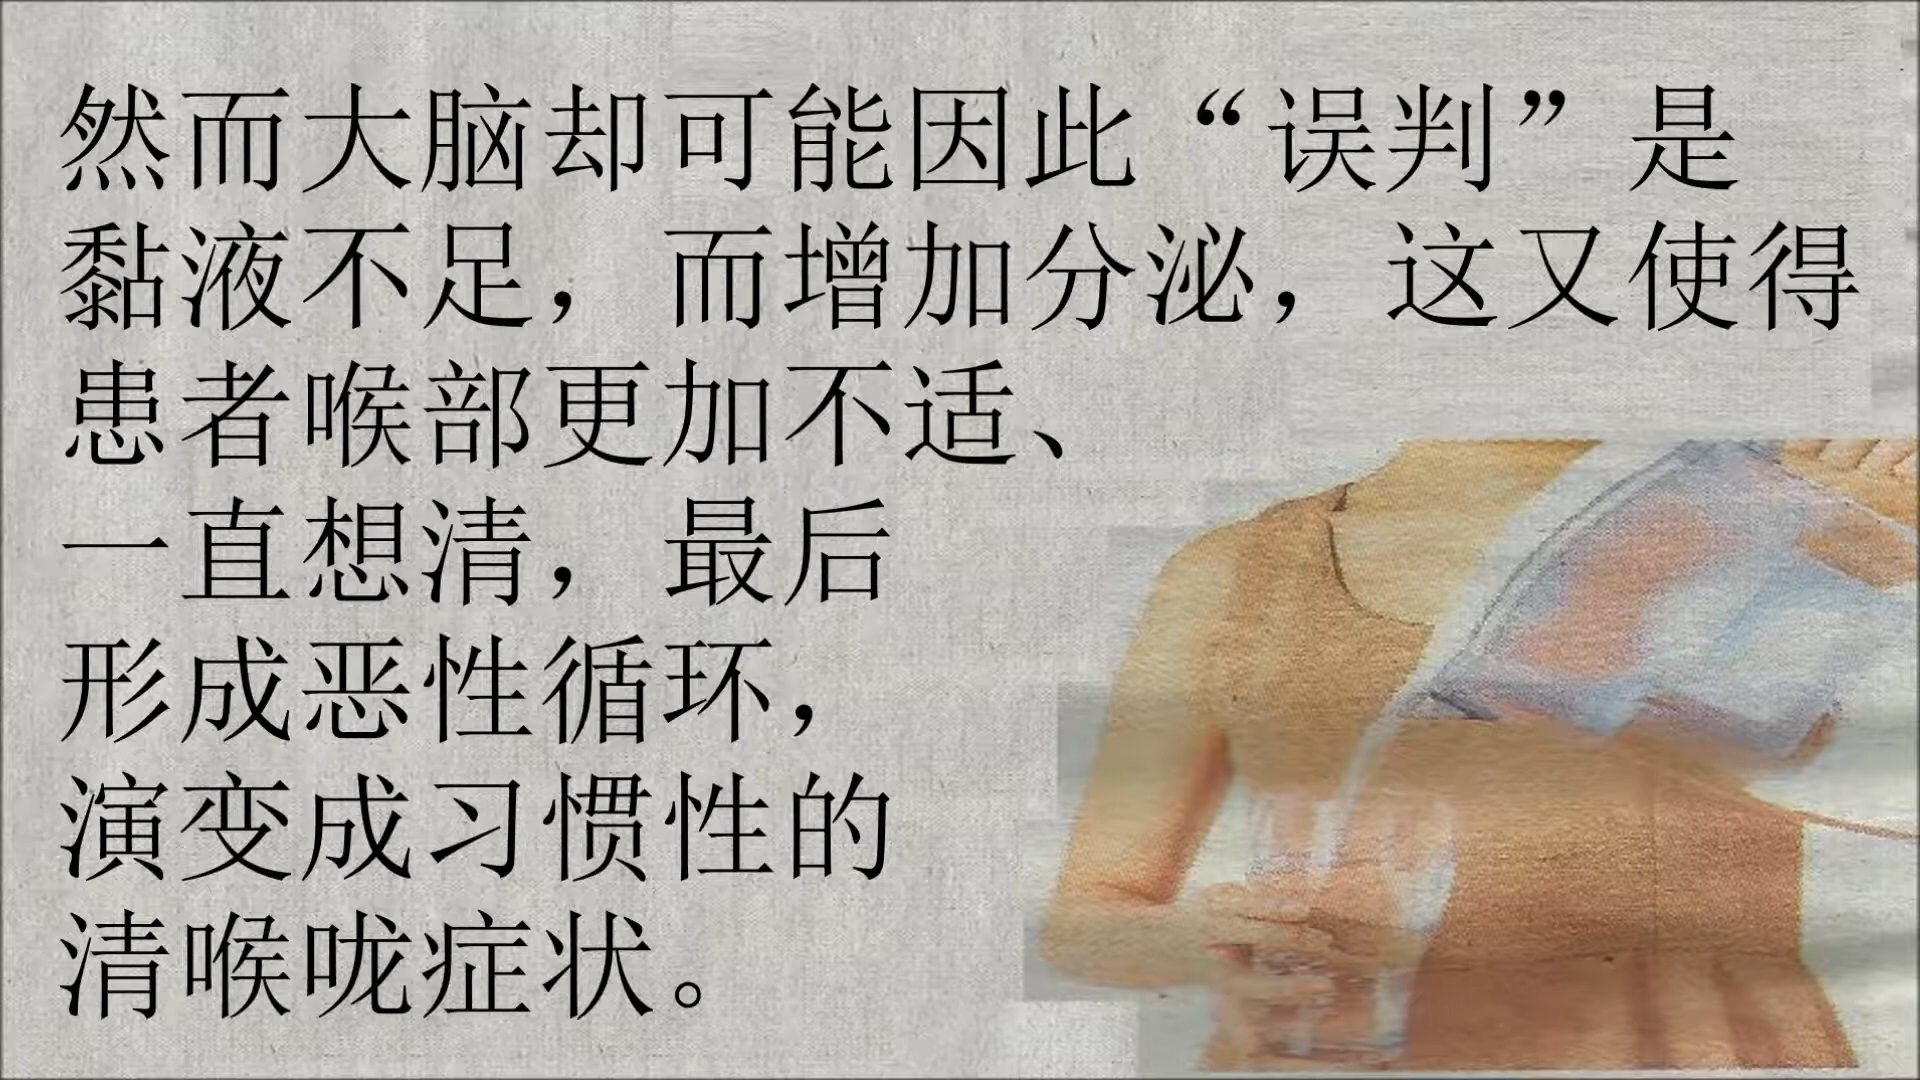 然而大脑却可能因此“误判”是
黏液不足，而增加分泌，这又使得
患者喉部更加不适、
一直想清，最后
形成恶性循环，
演变成习惯性的
清喉咙症状。